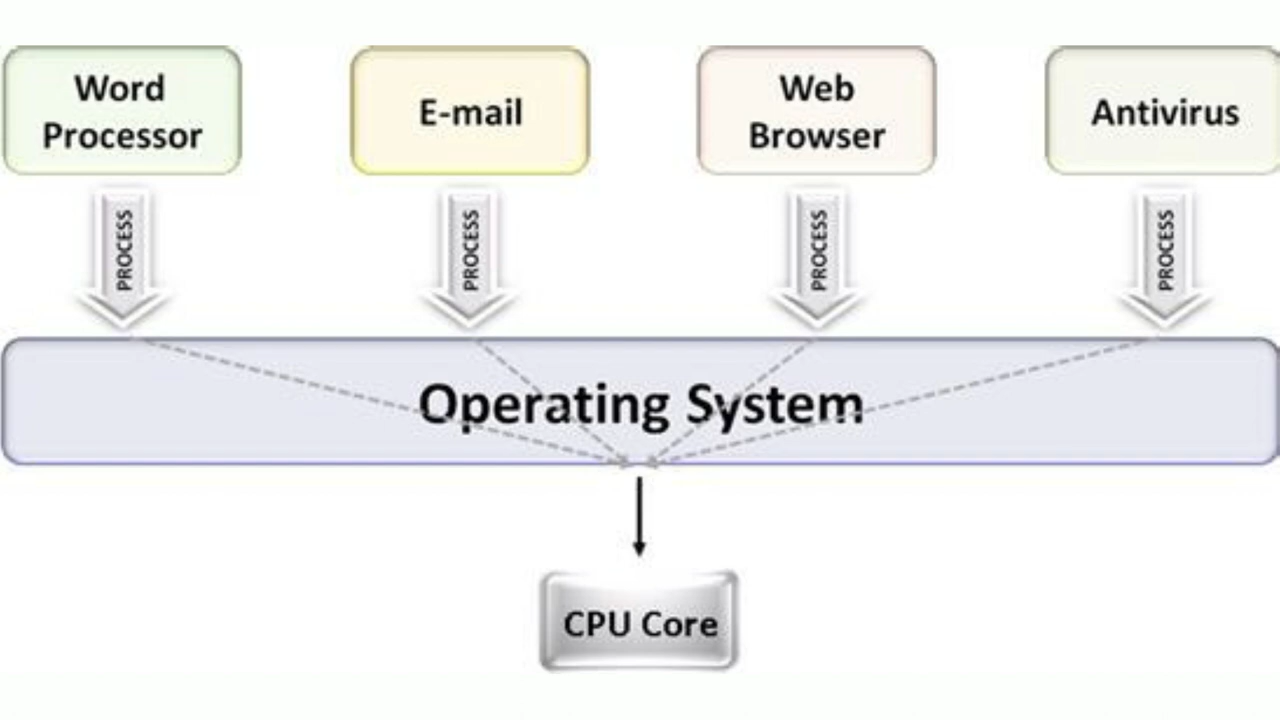 Word
Processor
E-mail
Web
Browser
Antivirus
PROCESS
PROCESS
PROCESS
PROCESS
Operating System
CPU Core